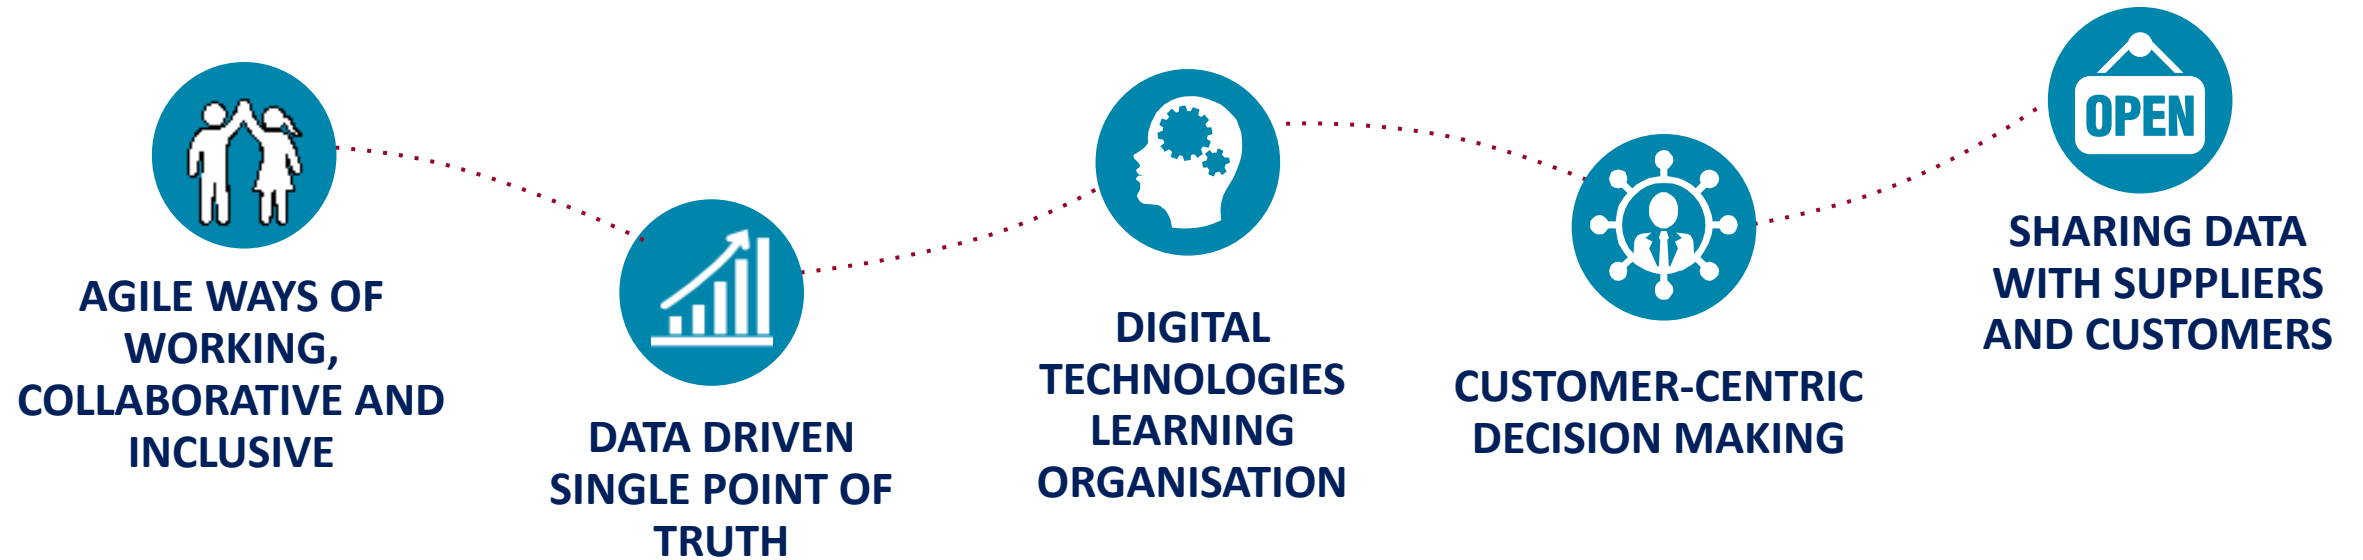 AGILE WAYS OF
WORKING,
COLLABORATIVE AND
INCLUSIVE
DATA DRIVEN
SINGLE POINT OF
TRUTH
DIGITAL
TECHNOLOGIES
LEARNING
ORGANISATION
CUSTOMER-CENTRIC
DECISION MAKING
OPEN
SHARING DATA
WITH SUPPLIERS
AND CUSTOMERS